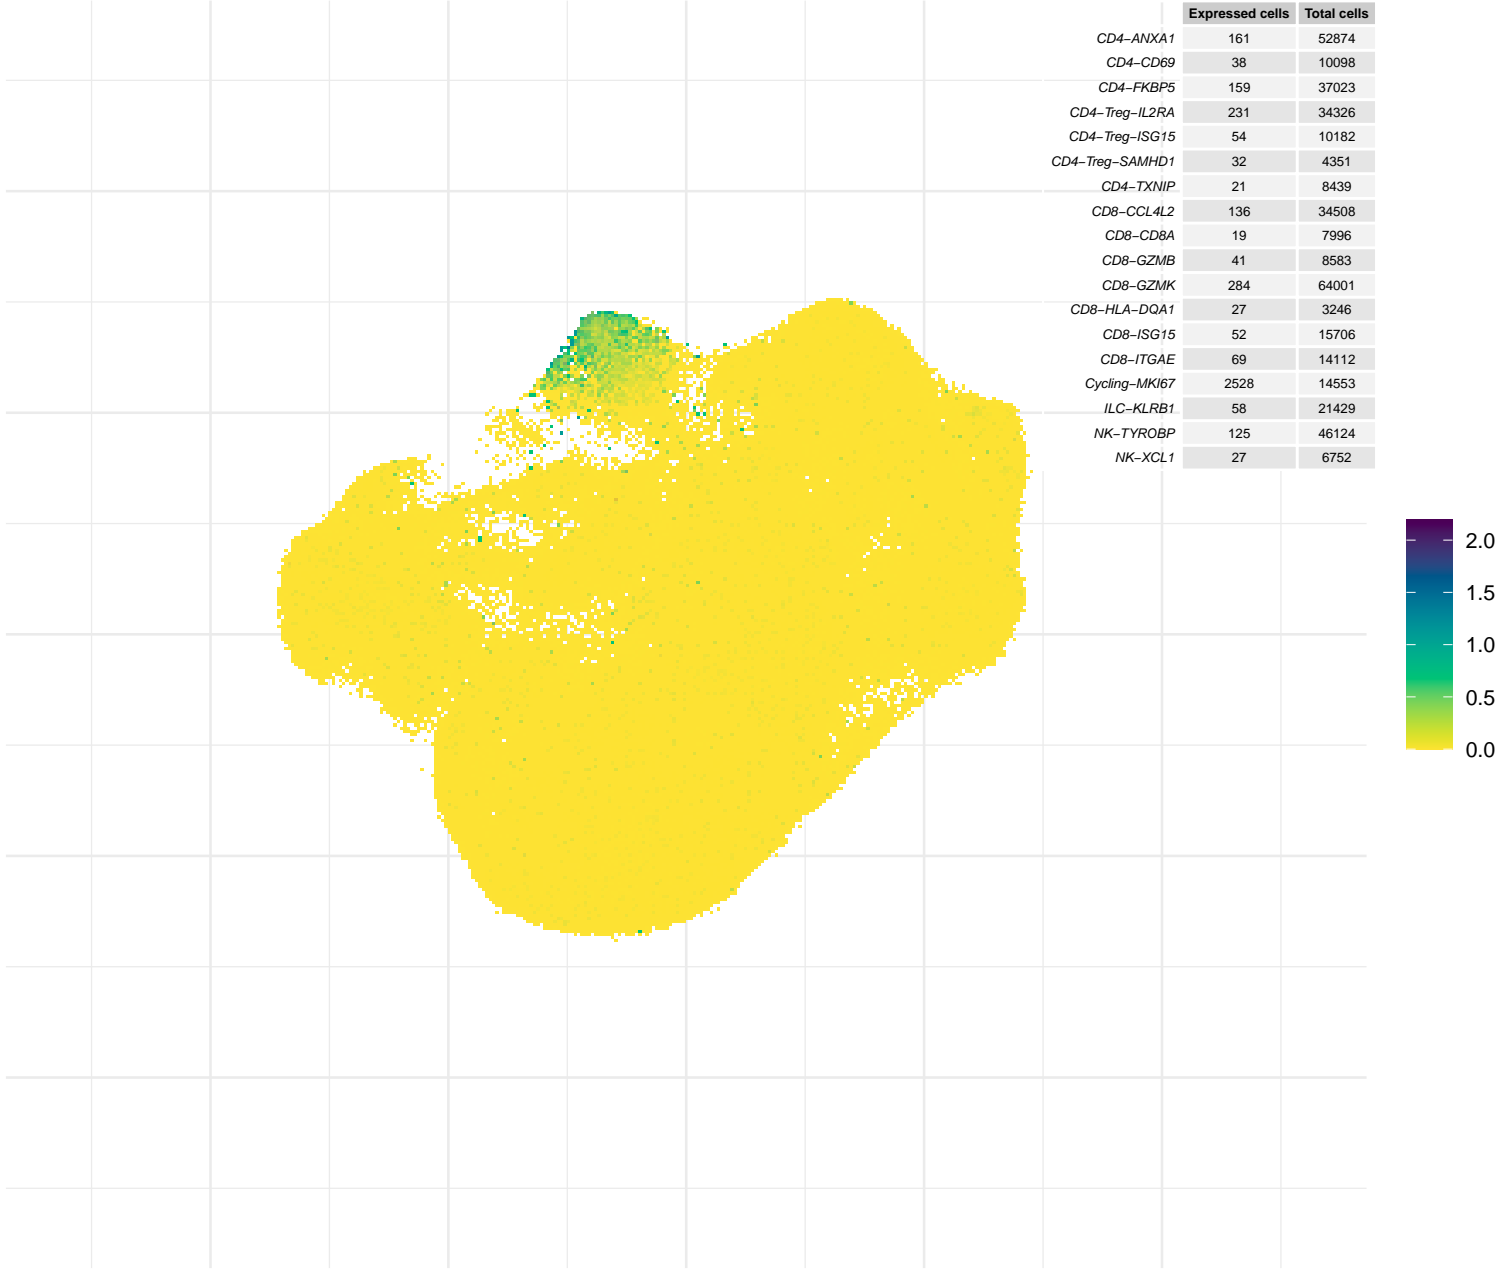 Expressed cells Total cells
CD4−ANXA1 161 52874
CD4−CD69 38 10098
CD4−FKBP5 159 37023
CD4−Treg−IL2RA 231 34326
CD4−Treg−ISG15 54 10182
CD4−Treg−SAMHD1 32 4351
CD4−TXNIP 21 8439
CD8−CCL4L2 136 34508
CD8−CD8A 19 7996
CD8−GZMB 41 8583
CD8−GZMK 284 64001
CD8−HLA−DQA1 27 3246
CD8−ISG15 52 15706
CD8−ITGAE 69 14112
Cycling−MKI67 2528 14553
ILC−KLRB1 58 21429
NK−TYROBP 125 46124
NK−XCL1 27 6752
2.0
1.5
1.0
0.5
0.0